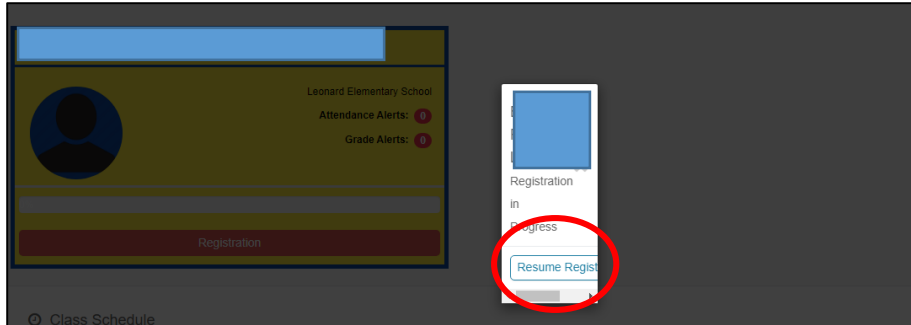 Leonard Elementary School
Attendance Alerts: 0
Grade Alerts: 0
Registration
Registration
in
Progress
Resume Regist
Class Schedule